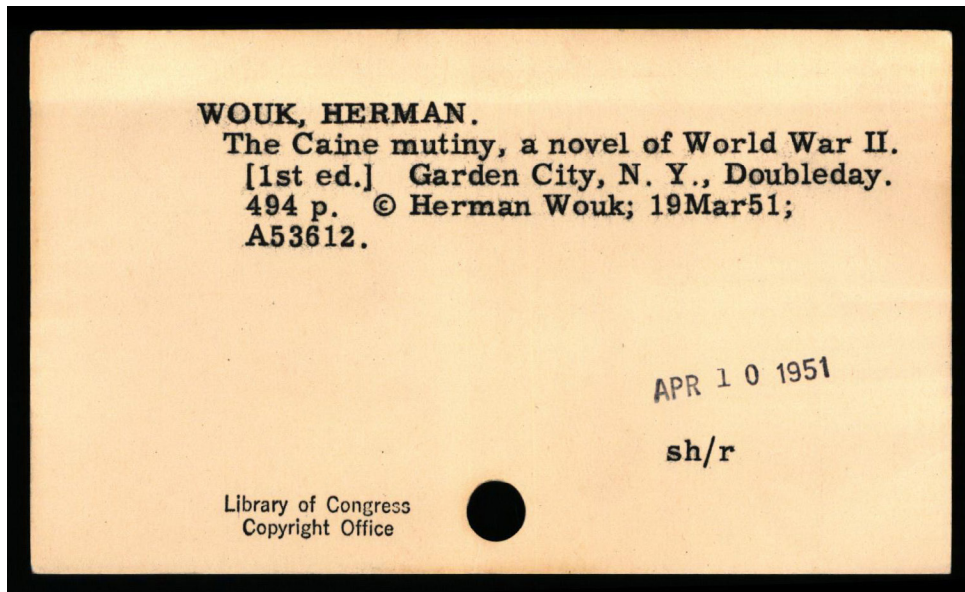 WOUK, HERMAN.
The Caine mutiny, a novel of World War II.
[1st ed.] Garden City, N. Y., Doubleday.
494 p. © Herman Wouk; 19Mar51;
A53612.
APR 10 1951
sh/r
Library of Congress
Copyright Office